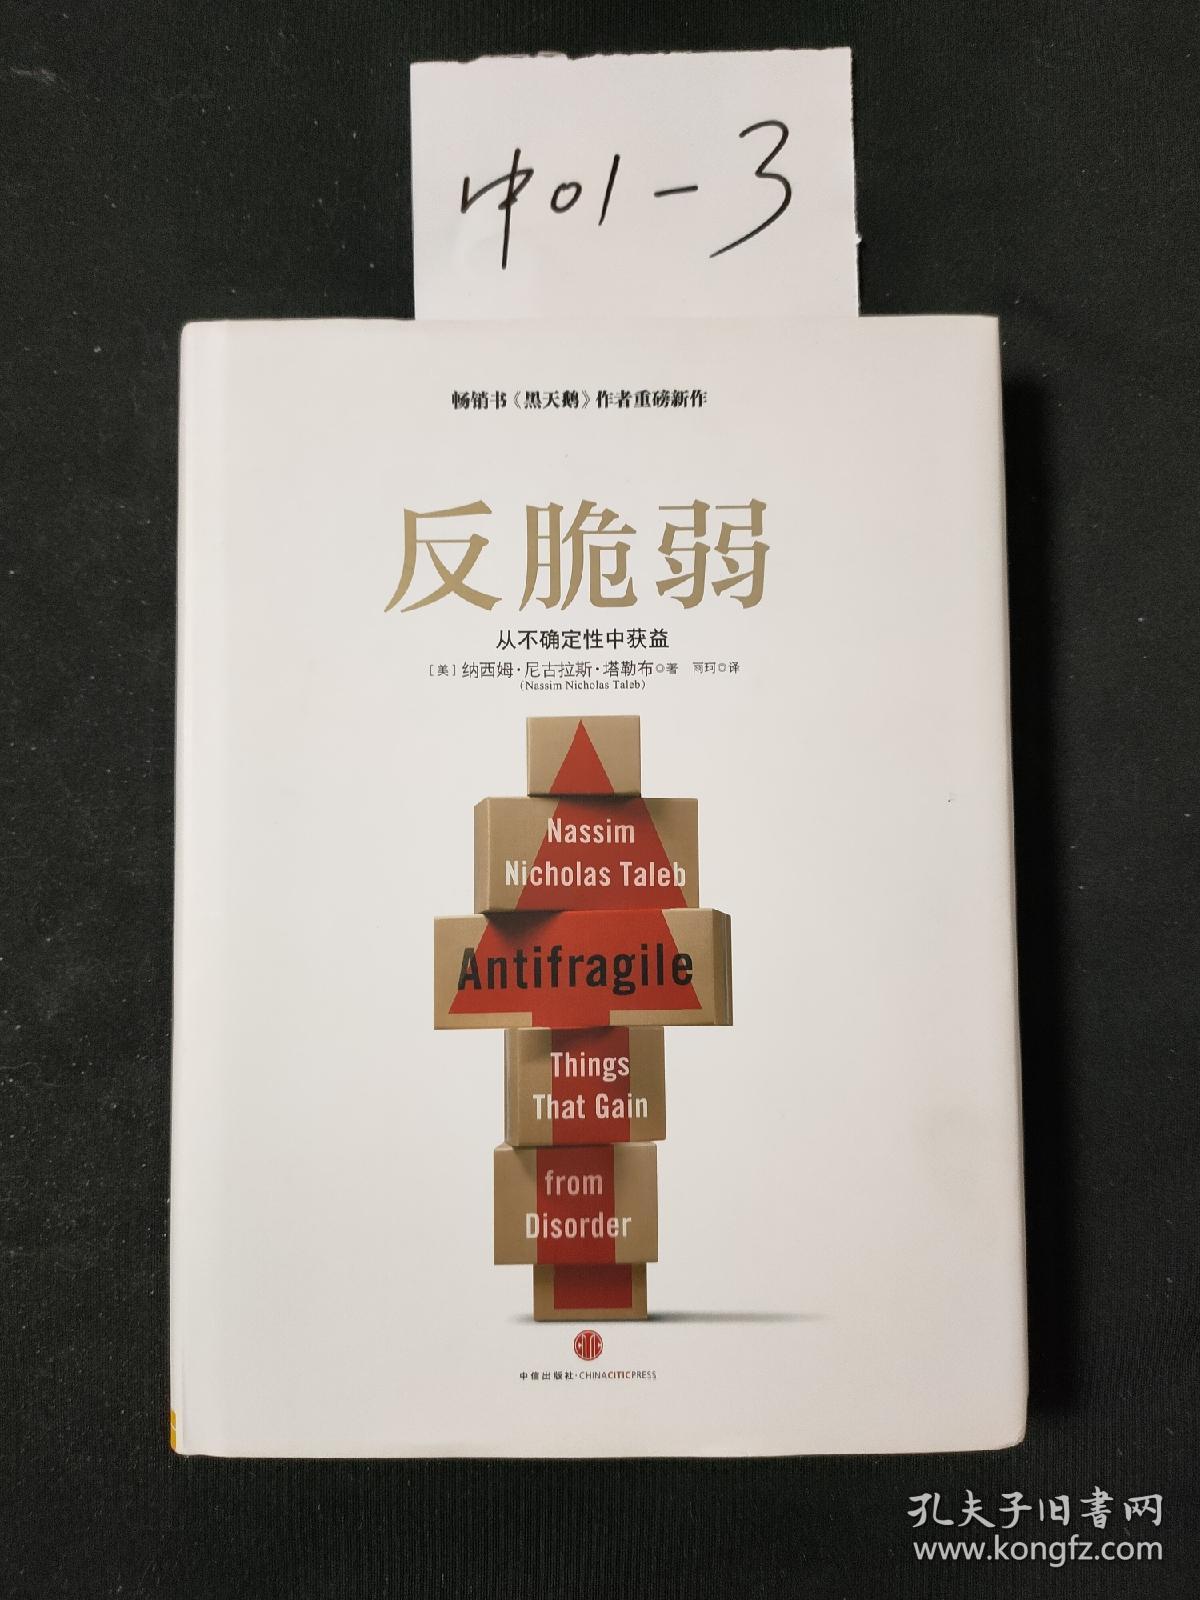 中01-3
畅销书《黑天鹅》作者重磅新作
反脆弱
从不确定性中获益
[美] 纳西姆·尼古拉斯·塔勒布◎著 雨珂◎译
(Nassim Nicholas Taleb)
Nassim
Nicholas Taleb
Antifragile
Things
That Gain
from
Disorder
中信出版社·CHINACITICPRESS
孔夫子旧書网
www.kongfz.com